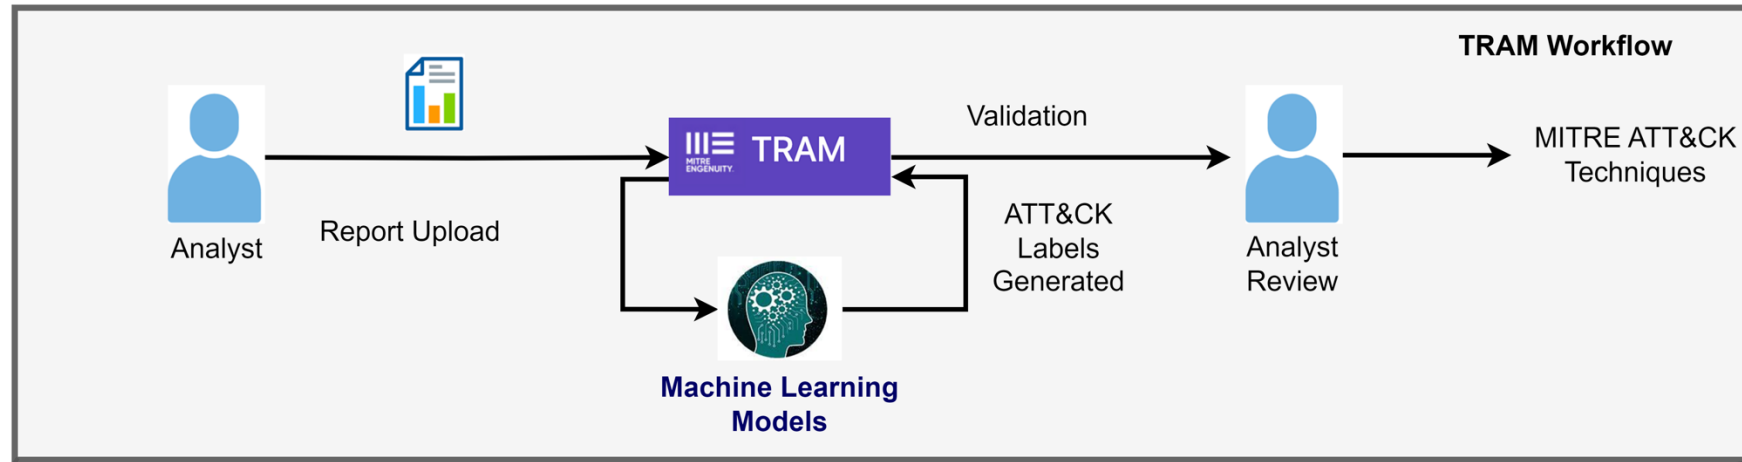 TRAM Workflow
Analyst
Report Upload
MITRE
ENGENUITY.
TRAM
Machine Learning
Models
ATT&CK
Labels
Generated
Validation
Analyst
Review
MITRE ATT&CK
Techniques